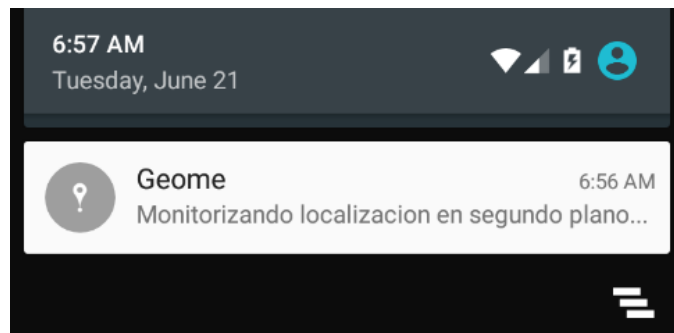 6:57 AM
Tuesday, June 21
Geome
6:56 AM
Monitorizando localizacion en segundo plano...